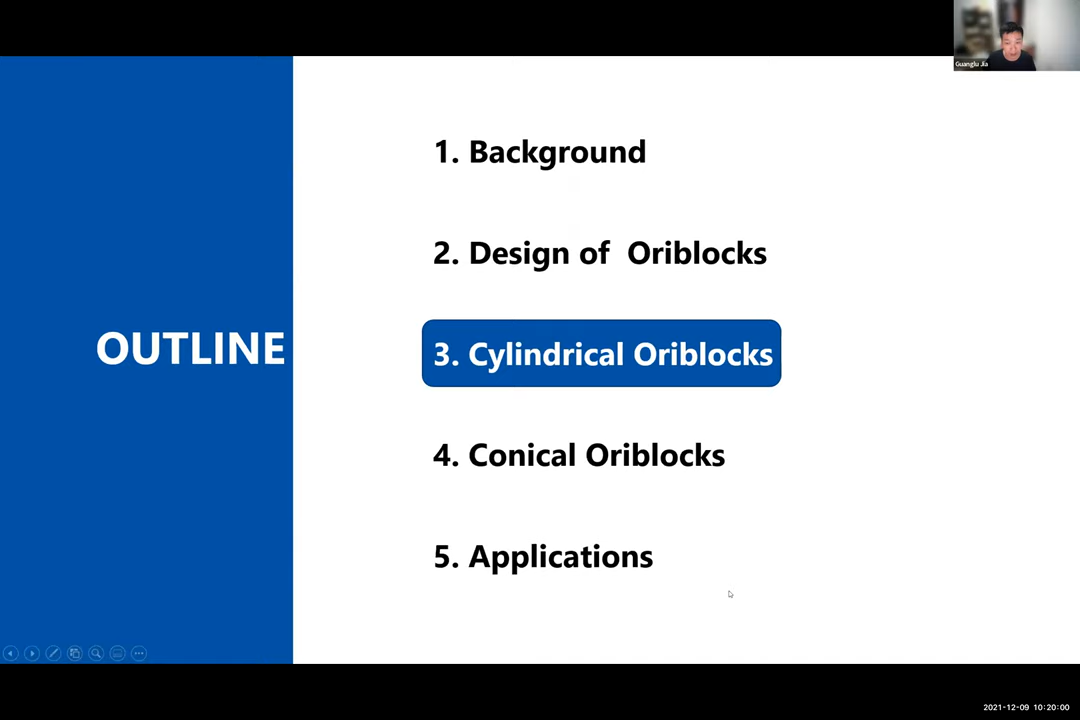 Guanglu Jia
1. Background
2. Design of  Oriblocks
OUTLINE
3. Cylindrical Oriblocks
4. Conical Oriblocks
5. Applications
2021-12-09 10:20:00